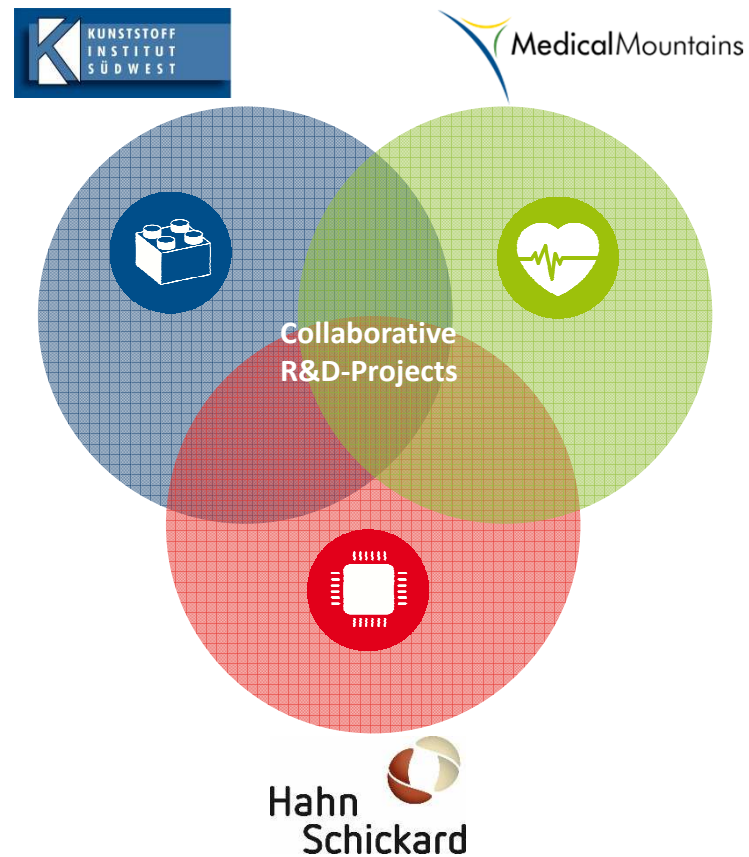 KUNSTSTOFF
INSTITUT
SÜDWEST
MedicalMountains
Collaborative
R&D-Projects
Hahn
Schickard